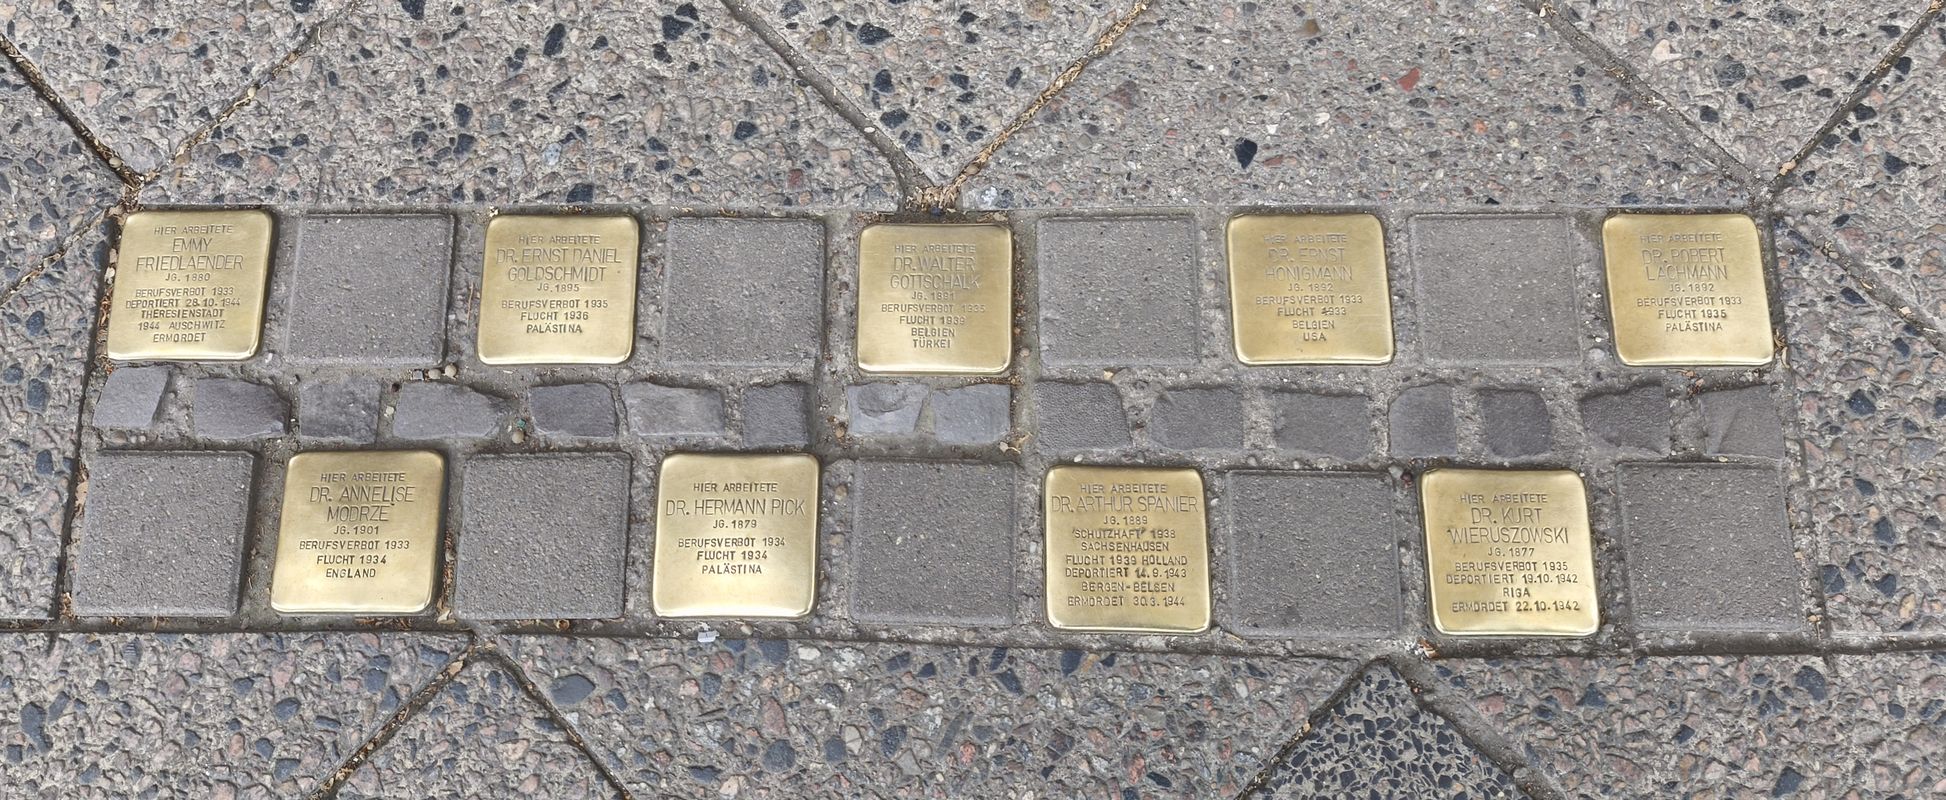 HIER ARBEITETE
EMMY
FRIEDLAENDER
JG. 1880
BERUFSVERBOT 1933
DEPORTIERT 28.10.1944
THERESIENSTADT
1944 AUSCHWITZ
ERMORDET
HIER ARBEITETE
DR. ERNST DANIEL
GOLDSCHMIDT
JG. 1895
BERUFSVERBOT 1935
FLUCHT 1936
PALÄSTINA
HIER ARBEITETE
DR. WALTER
GOTTSCHALK
JG. 1891
BERUFSVERBOT 1935
FLUCHT 1939
BELGIEN
TÜRKEI
HIER ARBEITETE
DR. ERNST
HONIGMANN
JG. 1892
BERUFSVERBOT 1933
FLUCHT 1933
BELGIEN
USA
HIER ARBEITETE
DR. ROBERT
LACHMANN
JG. 1892
BERUFSVERBOT 1933
FLUCHT 1935
PALÄSTINA
HIER ARBEITETE
DR. ANNELISE
MODRZE
JG. 1901
BERUFSVERBOT 1933
FLUCHT 1934
ENGLAND
HIER ARBEITETE
DR. HERMANN PICK
JG. 1879
BERUFSVERBOT 1934
FLUCHT 1934
PALÄSTINA
HIER ARBEITETE
DR. ARTHUR SPANIER
JG. 1889
"SCHUTZHAFT" 1938
SACHSENHAUSEN
FLUCHT 1939 HOLLAND
DEPORTIERT 14.9.1943
BERGEN-BELSEN
ERMORDET 30.3.1944
HIER ARBEITETE
DR. KURT
WIERUSZOWSKI
JG. 1877
BERUFSVERBOT 1935
DEPORTIERT 19.10.1942
RIGA
ERMORDET 22.10.1942